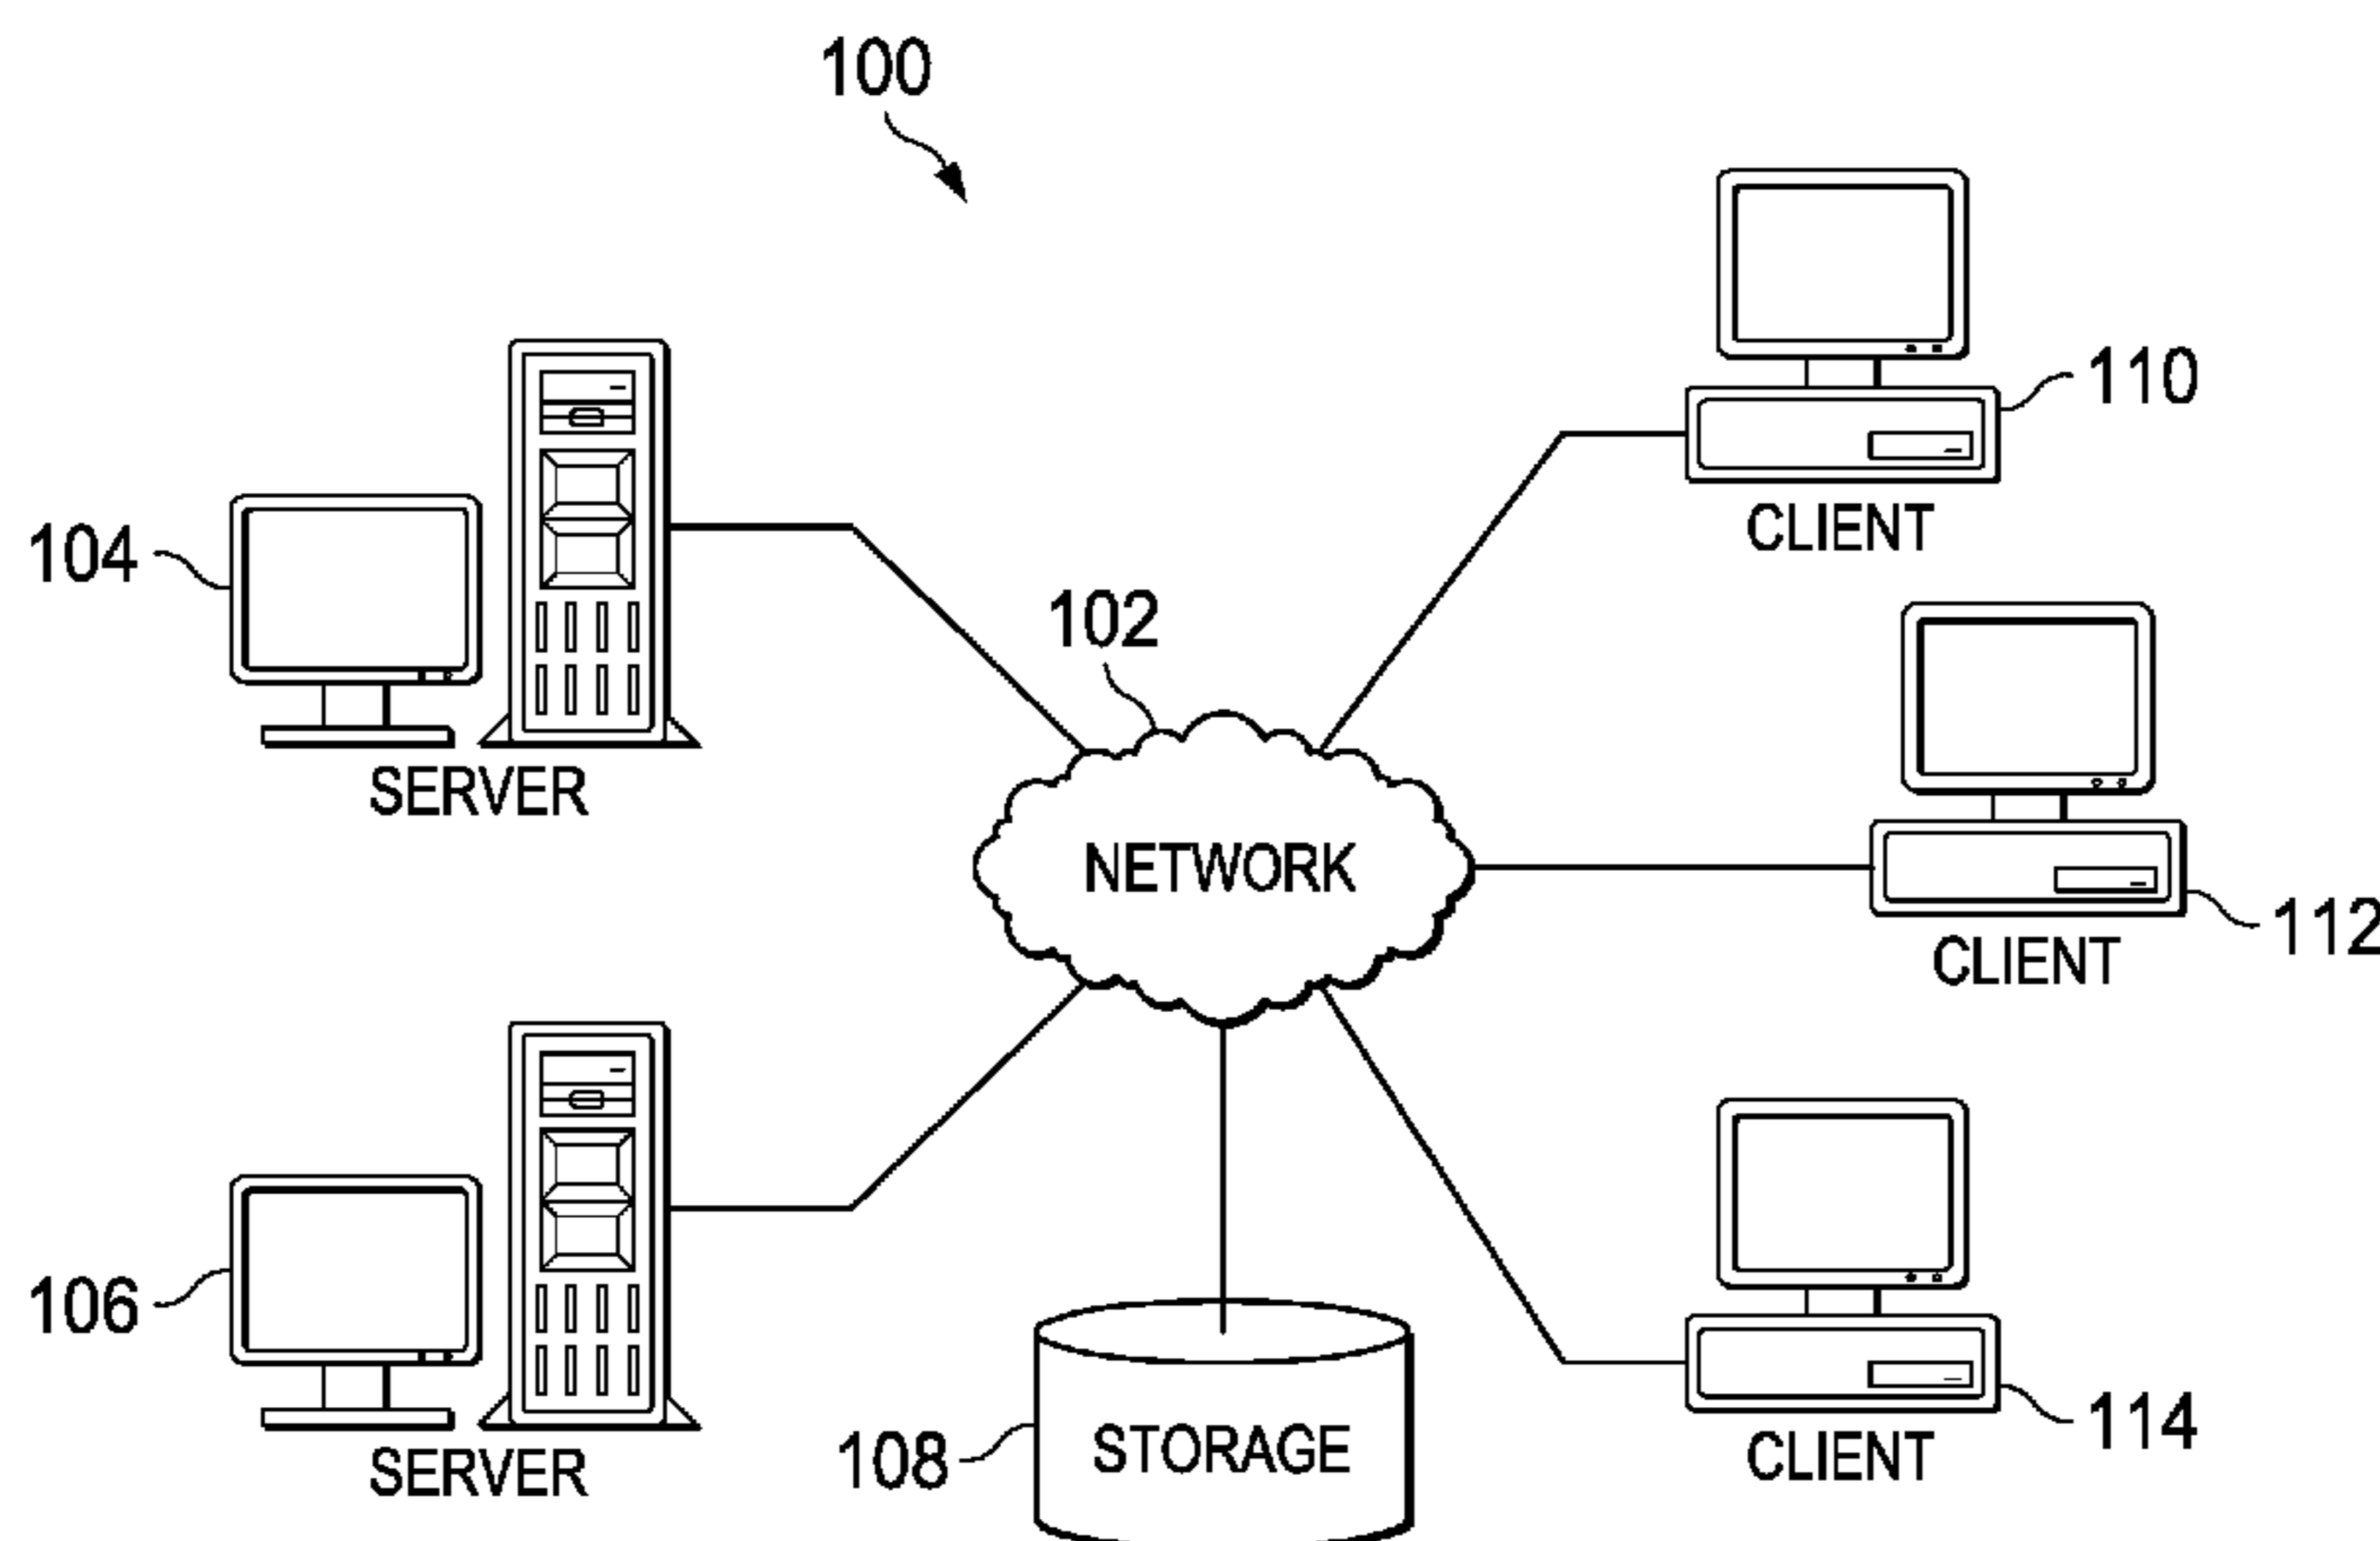 100
110
CLIENT
104
SERVER
102
NETWORK
112
CLIENT
106
SERVER
108
STORAGE
114
CLIENT